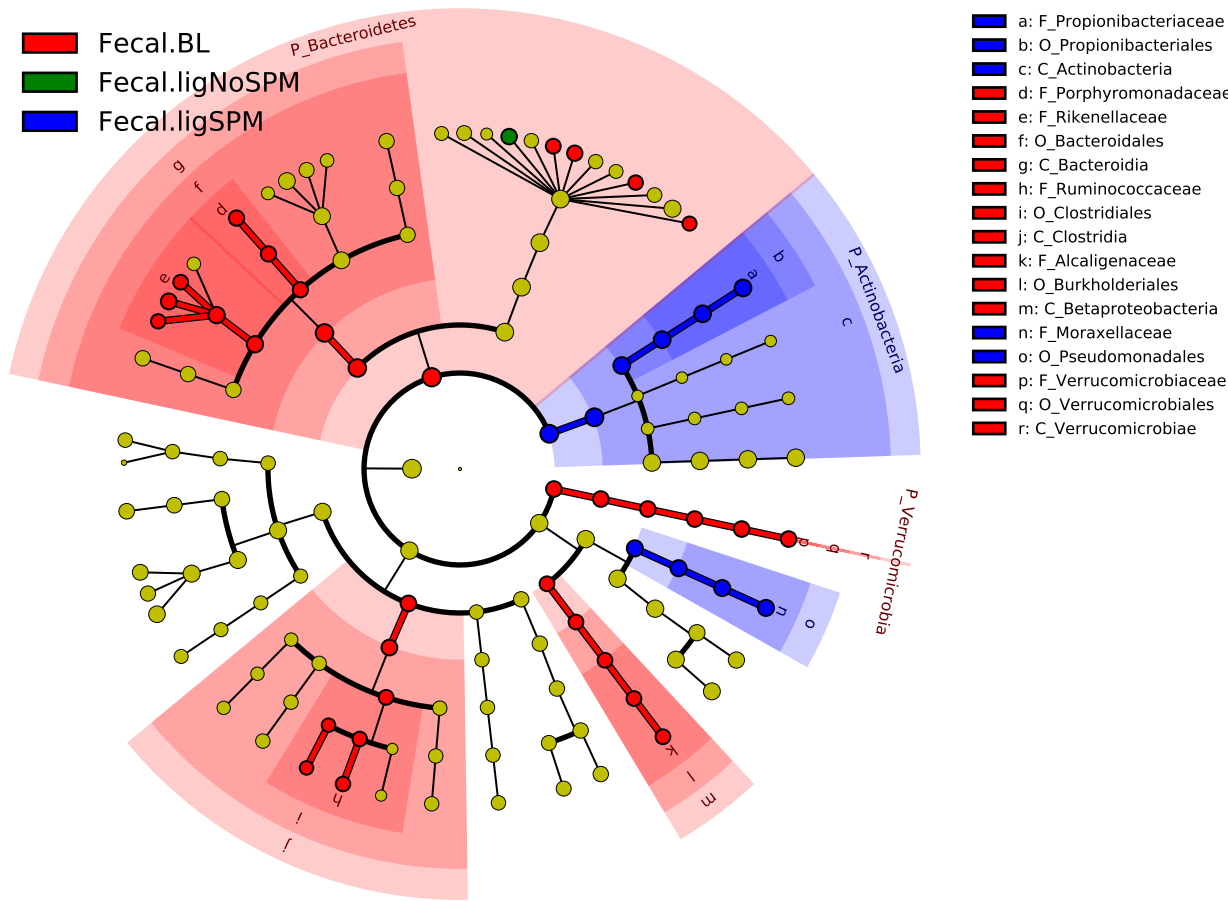 Fecal.BL
Fecal.ligNoSPM
Fecal.ligSPM
P_Bacteroidetes
P_Actinobacteria
P_Verrucomicrobia
a
b
c
d
e
f
g
h
i
j
k
l
m
n
o
p
q
r
a: F_Propionibacteriaceae
b: O_Propionibacteriales
c: C_Actinobacteria
d: F_Porphyromonadaceae
e: F_Rikenellaceae
f: O_Bacteroidales
g: C_Bacteroidia
h: F_Ruminococcaceae
i: O_Clostridiales
j: C_Clostridia
k: F_Alcaligenaceae
l: O_Burkholderiales
m: C_Betaproteobacteria
n: F_Moraxellaceae
o: O_Pseudomonadales
p: F_Verrucomicrobiaceae
q: O_Verrucomicrobiales
r: C_Verrucomicrobiae